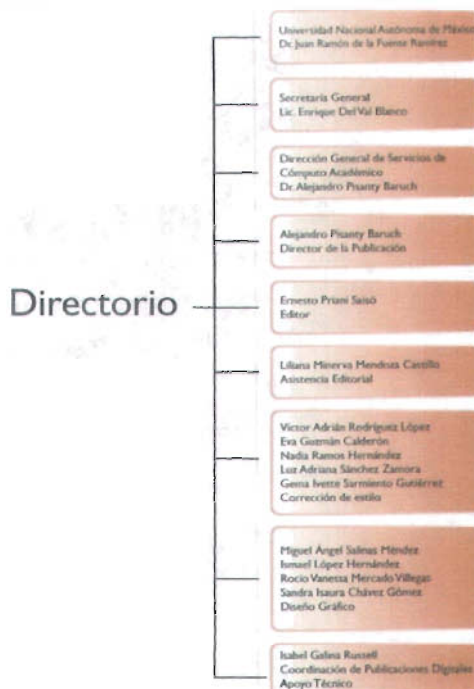 Directorio
Universidad Nacional Autónoma de México
Dr. Juan Ramón de la Fuente Ramírez
Secretaría General
Lic. Enrique Del Val Blanco
Dirección General de Servicios de
Cómputo Académico
Dr. Alejandro Pisanty Baruch
Alejandro Pisanty Baruch
Director de la Publicación
Ernesto Priani Saisó
Editor
Liliana Minerva Mendoza Castillo
Asistencia Editorial
Víctor Adrián Rodríguez López
Eva Guzmán Calderón
Nadia Ramos Hernández
Luz Adriana Sánchez Zamora
Gema Ivette Sarmiento Gutiérrez
Corrección de estilo
Miguel Ángel Salinas Méndez
Ismael López Hernández
Rocío Vanessa Mercado Villegas
Sandra Isaura Chávez Gómez
Diseño Gráfico
Isabel Galina Russell
Coordinación de Publicaciones Digitales
Apoyo Técnico